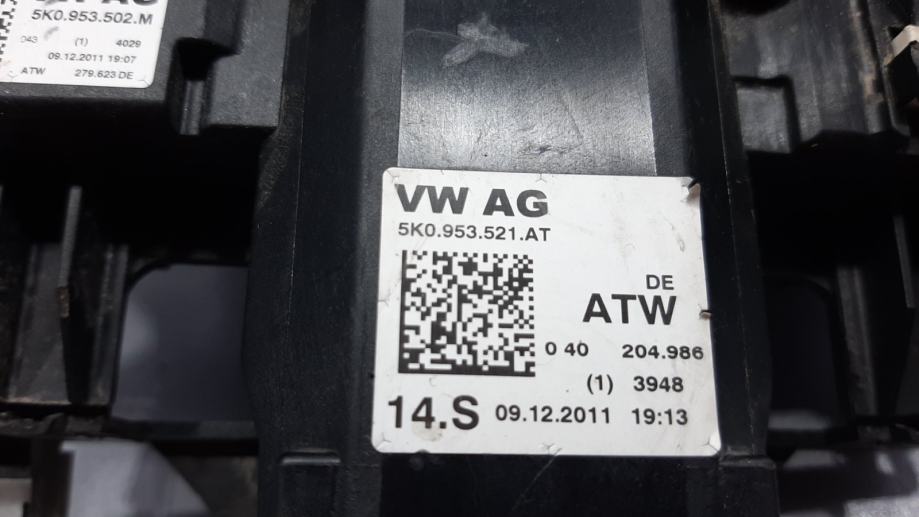 5K0.953.502.M
043 (1) 4029
09.12.2011 19:07
ATW 279.623 DE
VW AG
5K0.953.521.AT
DE
ATW
0 40 204.986
(1) 3948
14.S 09.12.2011 19:13